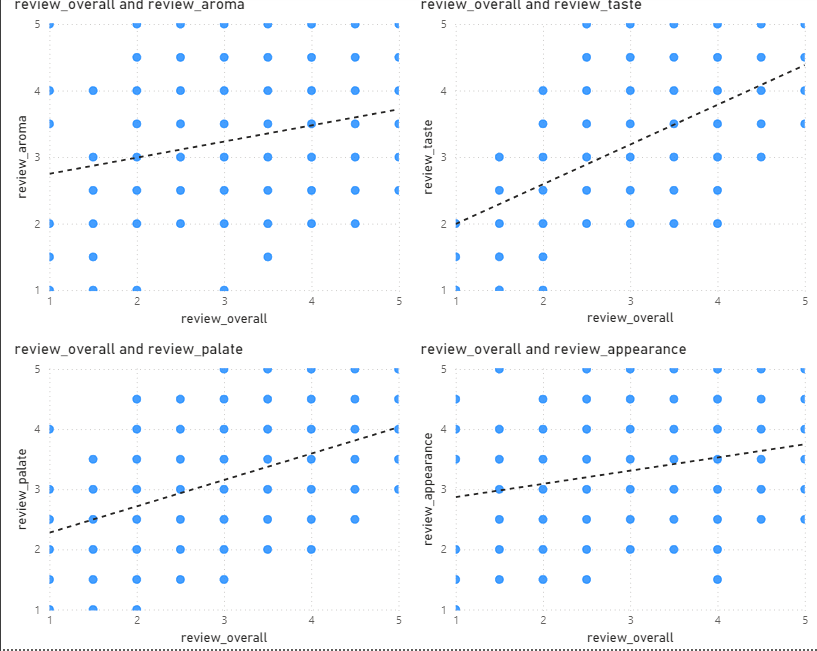 review_overall and review_aroma
5
4
3
2
1
review_aroma
1 2 3 4 5
review_overall
review_overall and review_taste
5
4
3
2
1
review_taste
1 2 3 4 5
review_overall
review_overall and review_palate
5
4
3
2
1
review_palate
1 2 3 4 5
review_overall
review_overall and review_appearance
5
4
3
2
1
review_appearance
1 2 3 4 5
review_overall